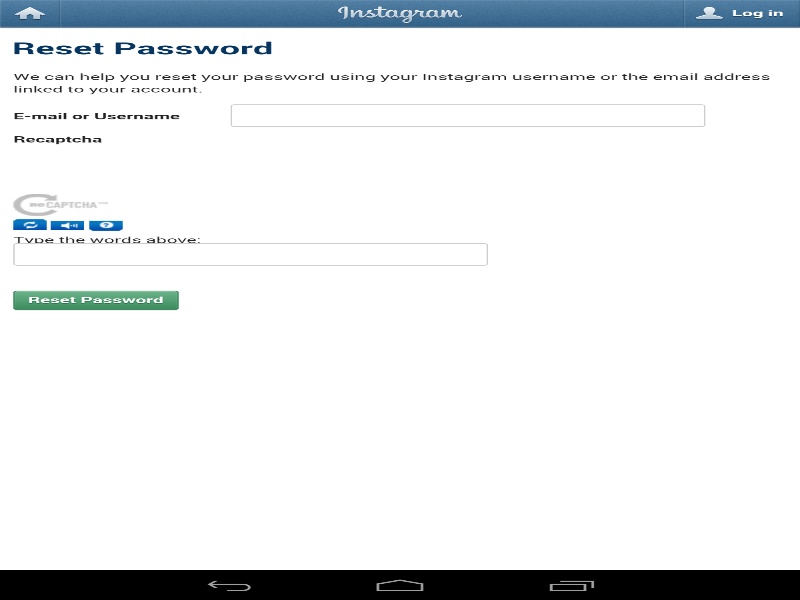 Instagram
Log in
Reset Password
We can help you reset your password using your Instagram username or the email address
linked to your account.
E-mail or Username
Recaptcha
reCAPTCHA™
Type the words above:
Reset Password